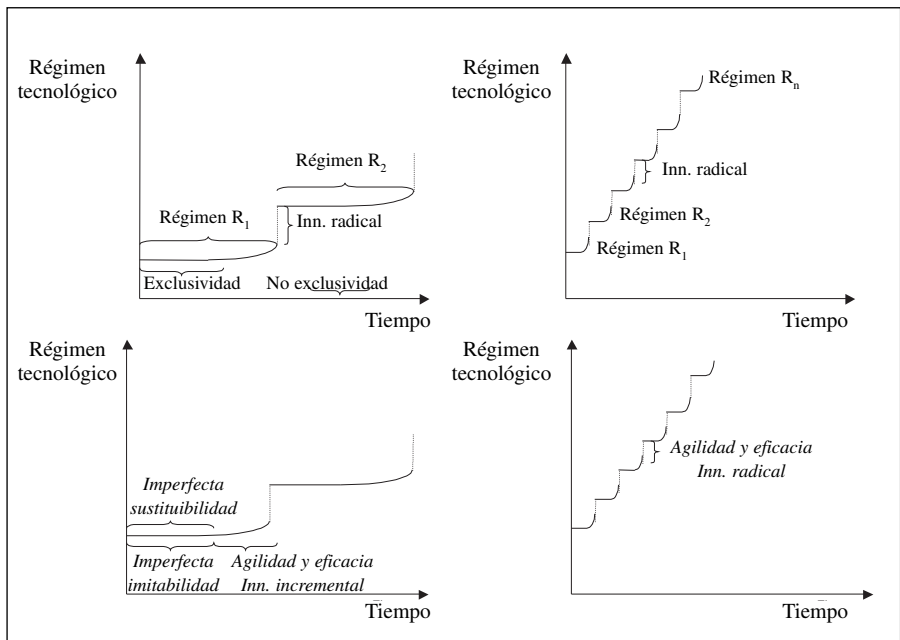 Régimen
tecnológico
Régimen R2
Régimen R1
Inn. radical
Exclusividad
No exclusividad
Tiempo
Régimen
tecnológico
Régimen Rn
Inn. radical
Régimen R2
Régimen R1
Tiempo
Régimen
tecnológico
Imperfecta
sustituibilidad
Imperfecta
imitabilidad
Agilidad y eficacia
Inn. incremental
Tiempo
Régimen
tecnológico
Agilidad y eficacia
Inn. radical
Tiempo